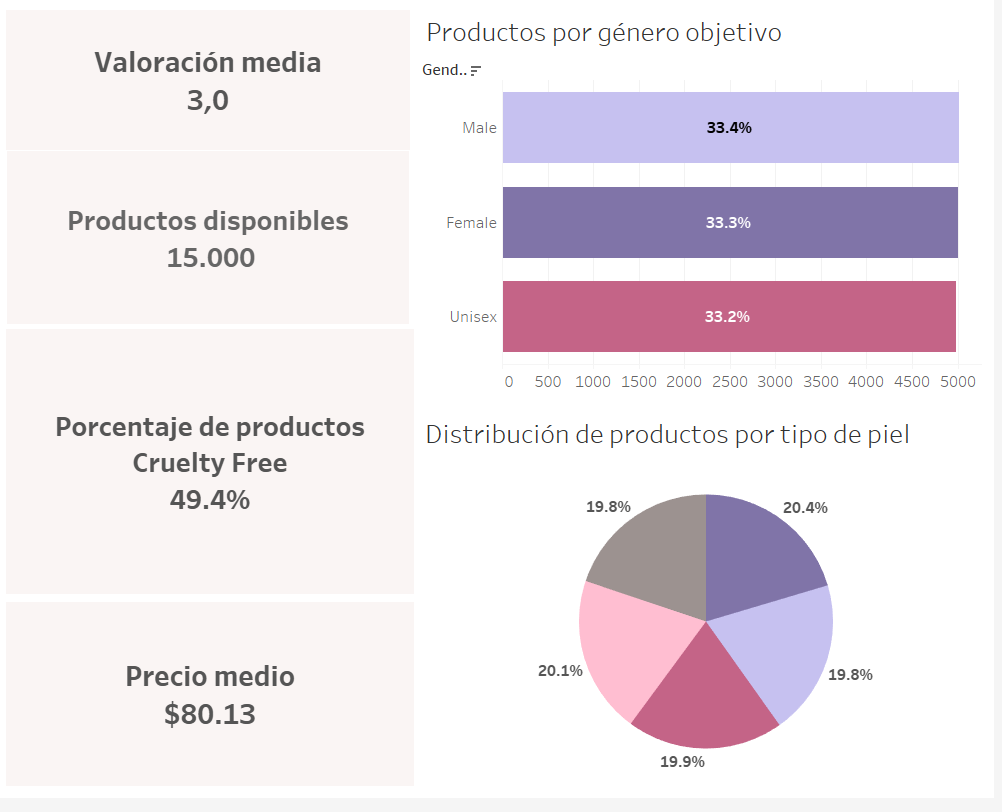 Valoración media
3,0
Productos disponibles
15.000
Porcentaje de productos
Cruelty Free
49.4%
Precio medio
$80.13
Productos por género objetivo
Gend..
Male
33.4%
Female
33.3%
Unisex
33.2%
0 500 1000 1500 2000 2500 3000 3500 4000 4500 5000
Distribución de productos por tipo de piel
19.8%
20.4%
20.1%
19.8%
19.9%